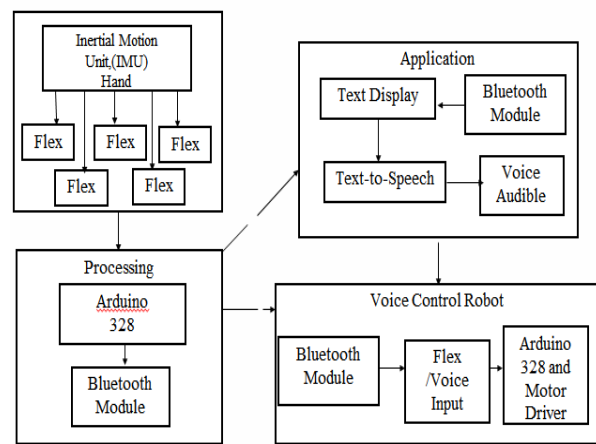 Inertial Motion
Unit,(IMU)
Hand
Flex
Flex
Flex
Flex
Flex
Processing
Arduino
328
Bluetooth
Module
Application
Text Display
Bluetooth
Module
Text-to-Speech
Voice
Audible
Voice Control Robot
Bluetooth
Module
Flex
/Voice
Input
Arduino
328 and
Motor
Driver